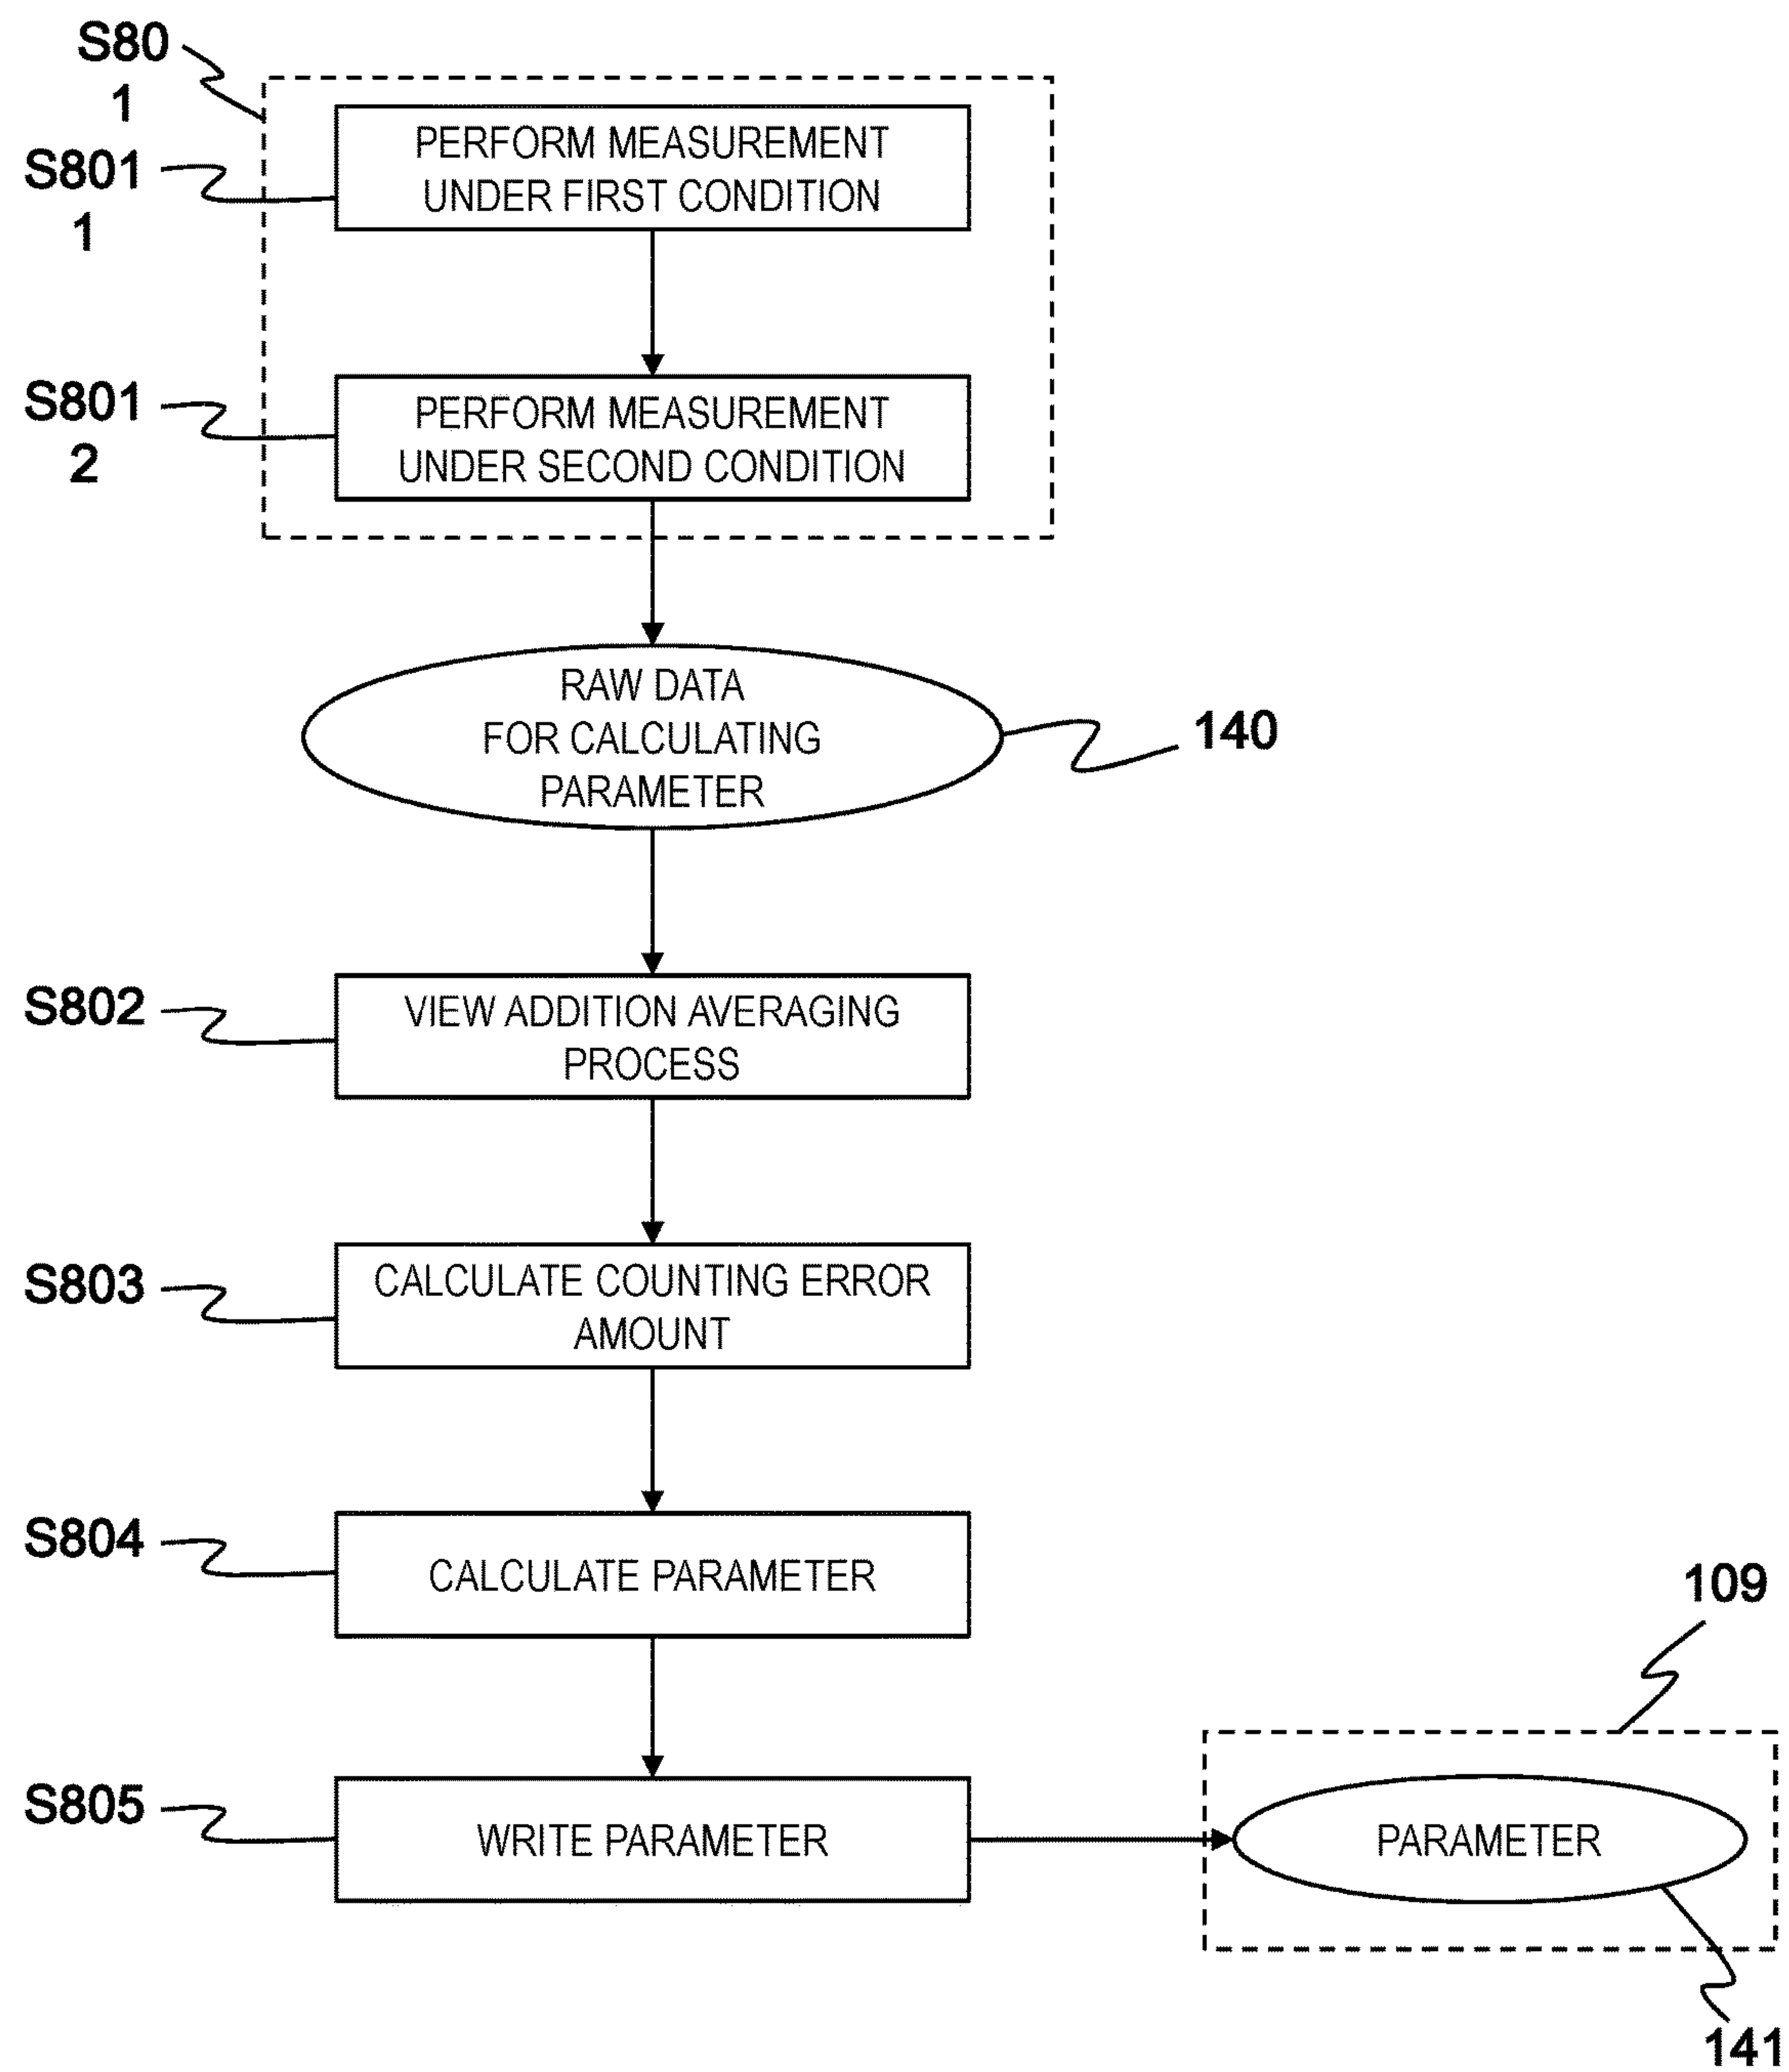 S80
1
S801
1
PERFORM MEASUREMENT
UNDER FIRST CONDITION
S801
2
PERFORM MEASUREMENT
UNDER SECOND CONDITION
RAW DATA
FOR CALCULATING
PARAMETER
140
S802
VIEW ADDITION AVERAGING
PROCESS
S803
CALCULATE COUNTING ERROR
AMOUNT
S804
CALCULATE PARAMETER
109
S805
WRITE PARAMETER
PARAMETER
141